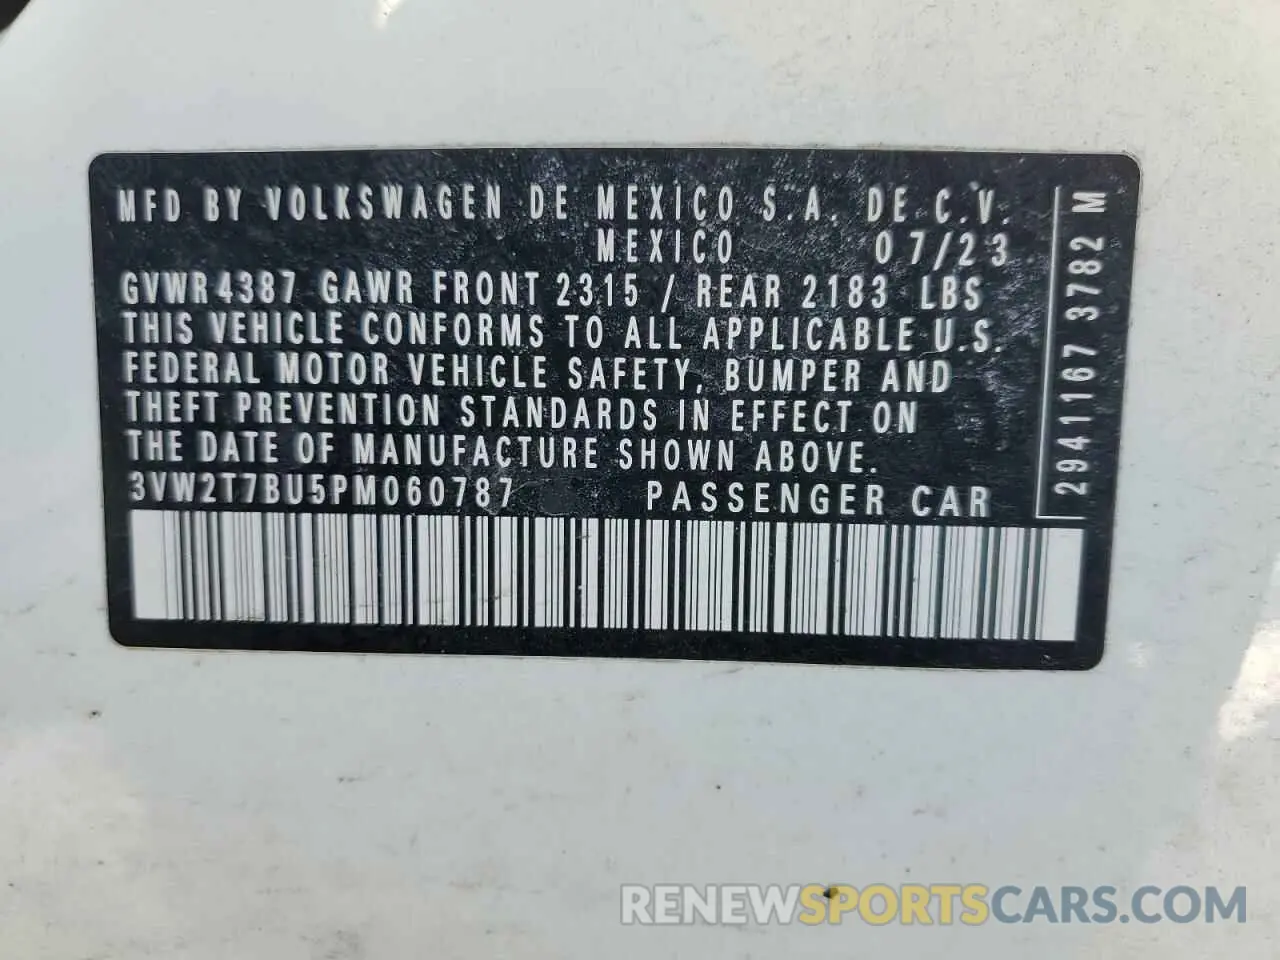 MFD BY VOLKSWAGEN DE MEXICO S.A. DE C.V.
MEXICO 07/23
GVWR 4387 GAWR FRONT 2315 / REAR 2183 LBS
THIS VEHICLE CONFORMS TO ALL APPLICABLE U.S.
FEDERAL MOTOR VEHICLE SAFETY, BUMPER AND
THEFT PREVENTION STANDARDS IN EFFECT ON
THE DATE OF MANUFACTURE SHOWN ABOVE.
3VW2T7BU5PM060787 PASSENGER CAR
2941167 3782 M
RENEWSPORTSCARS.COM